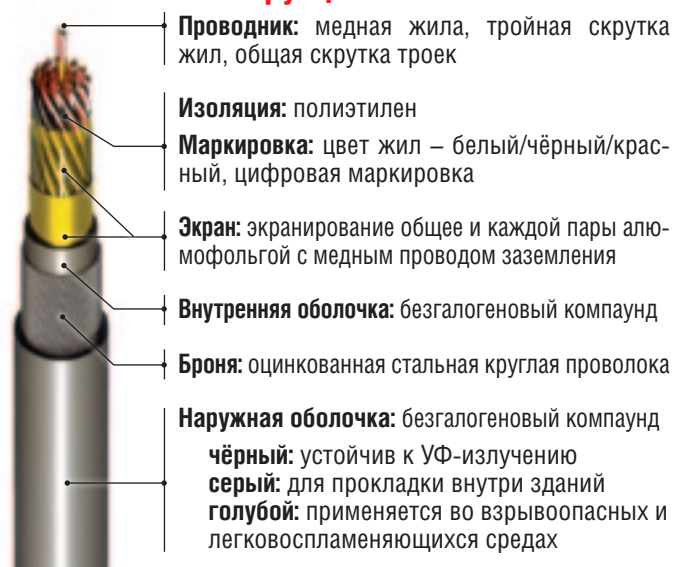 Проводник: медная жила, тройная скрутка
жил, общая скрутка троек
Изоляция: полиэтилен
Маркировка: цвет жил – белый/чёрный/крас-
ный, цифровая маркировка
Экран: экранирование общее и каждой пары алю-
мофольгой с медным проводом заземления
Внутренняя оболочка: безгалогеновый компаунд
Броня: оцинкованная стальная круглая проволока
Наружная оболочка: безгалогеновый компаунд
чёрный: устойчив к УФ-излучению
серый: для прокладки внутри зданий
голубой: применяется во взрывоопасных и
легковоспламеняющихся средах